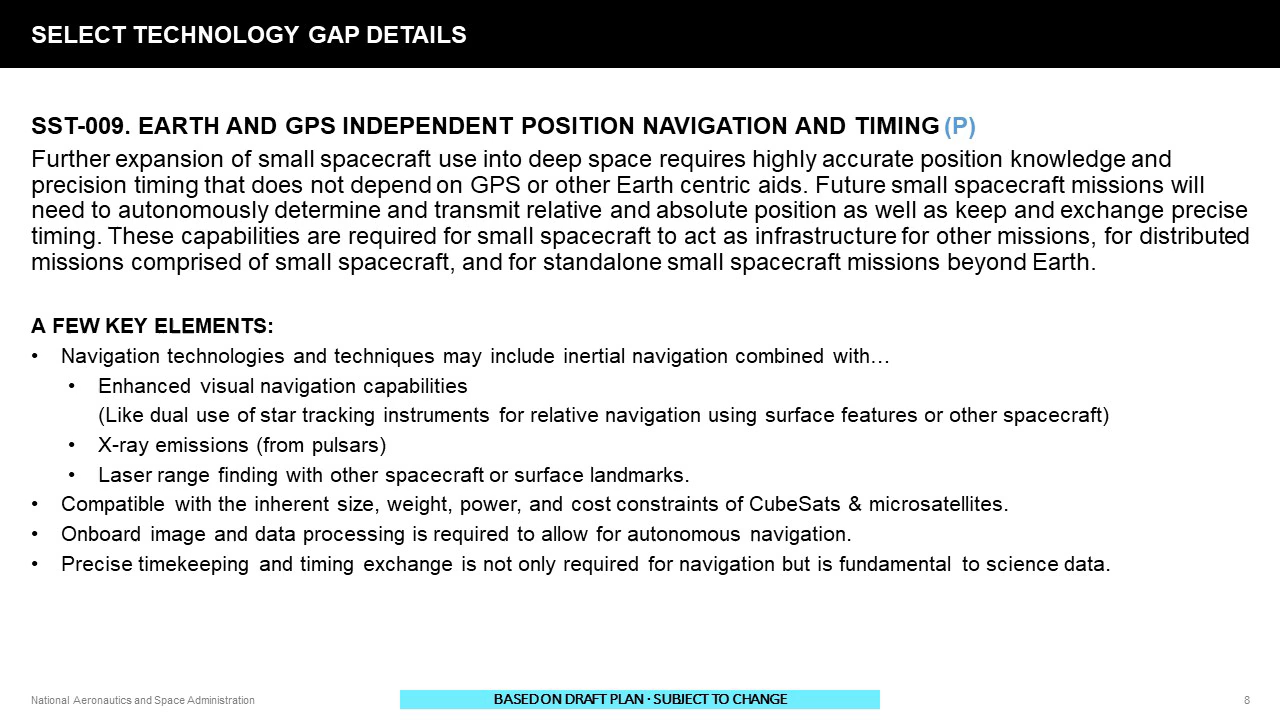 SELECT TECHNOLOGY GAP DETAILS
SST-009. EARTH AND GPS INDEPENDENT POSITION NAVIGATION AND TIMING (P)
Further expansion of small spacecraft use into deep space requires highly accurate position knowledge and
precision timing that does not depend on GPS or other Earth centric aids. Future small spacecraft missions will
need to autonomously determine and transmit relative and absolute position as well as keep and exchange precise
timing. These capabilities are required for small spacecraft to act as infrastructure for other missions, for distributed
missions comprised of small spacecraft, and for standalone small spacecraft missions beyond Earth.
A FEW KEY ELEMENTS:
• Navigation technologies and techniques may include inertial navigation combined with…
• Enhanced visual navigation capabilities
(Like dual use of star tracking instruments for relative navigation using surface features or other spacecraft)
• X-ray emissions (from pulsars)
• Laser range finding with other spacecraft or surface landmarks.
• Compatible with the inherent size, weight, power, and cost constraints of CubeSats & microsatellites.
• Onboard image and data processing is required to allow for autonomous navigation.
• Precise timekeeping and timing exchange is not only required for navigation but is fundamental to science data.
National Aeronautics and Space Administration
BASED ON DRAFT PLAN · SUBJECT TO CHANGE
8